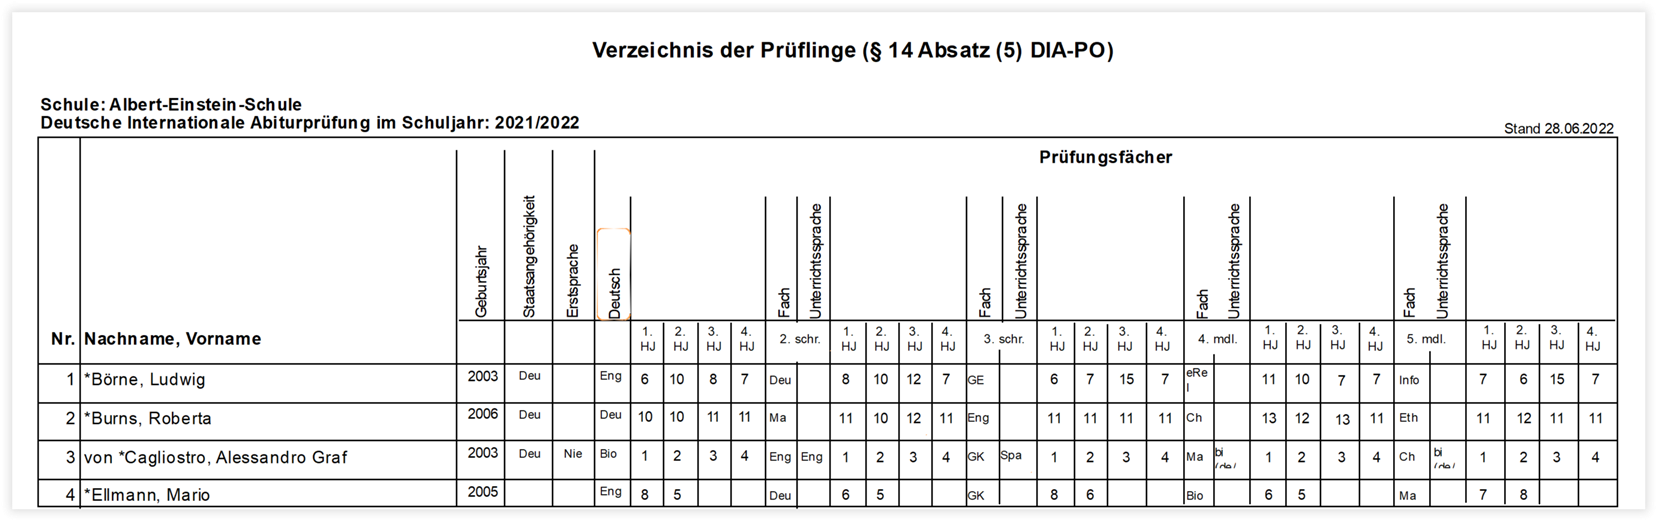 Verzeichnis der Prüflinge (§ 14 Absatz (5) DIA-PO)
Schule: Albert-Einstein-Schule
Deutsche Internationale Abiturprüfung im Schuljahr: 2021/2022
Stand 28.06.2022
Prüfungsfächer
Nr. Nachname, Vorname Geburtsjahr Staatsangehörigkeit Erstsprache Deutsch Fach Unterrichtssprache Fach Unterrichtssprache Fach Unterrichtssprache Fach Unterrichtssprache
1. HJ 2. HJ 3. HJ 4. HJ 2. schr. 1. HJ 2. HJ 3. HJ 4. HJ 3. schr. 1. HJ 2. HJ 3. HJ 4. HJ 4. mdl. 1. HJ 2. HJ 3. HJ 4. HJ 5. mdl. 1. HJ 2. HJ 3. HJ 4. HJ
1 *Börne, Ludwig 2003 Deu Eng 6 10 8 7 Deu 8 10 12 7 GE 6 7 15 7 eRel 11 10 7 7 Info 7 6 15 7
2 *Burns, Roberta 2006 Deu Deu 10 10 11 11 Ma 11 10 12 11 Eng 11 11 11 11 Ch 13 12 13 11 Eth 11 12 11 11
3 von *Cagliostro, Alessandro Graf 2003 Deu Nie Bio 1 2 3 4 Eng Eng 1 2 3 4 GK Spa 1 2 3 4 Ma bi (de/ 1 2 3 4 Ch bi (de/ 1 2 3 4
4 *Ellmann, Mario 2005 Eng 8 5 Deu 6 5 GK 8 6 Bio 6 5 Ma 7 8